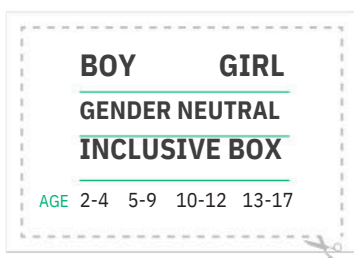 BOY GIRL
GENDER NEUTRAL
INCLUSIVE BOX
AGE 2-4 5-9 10-12 13-17